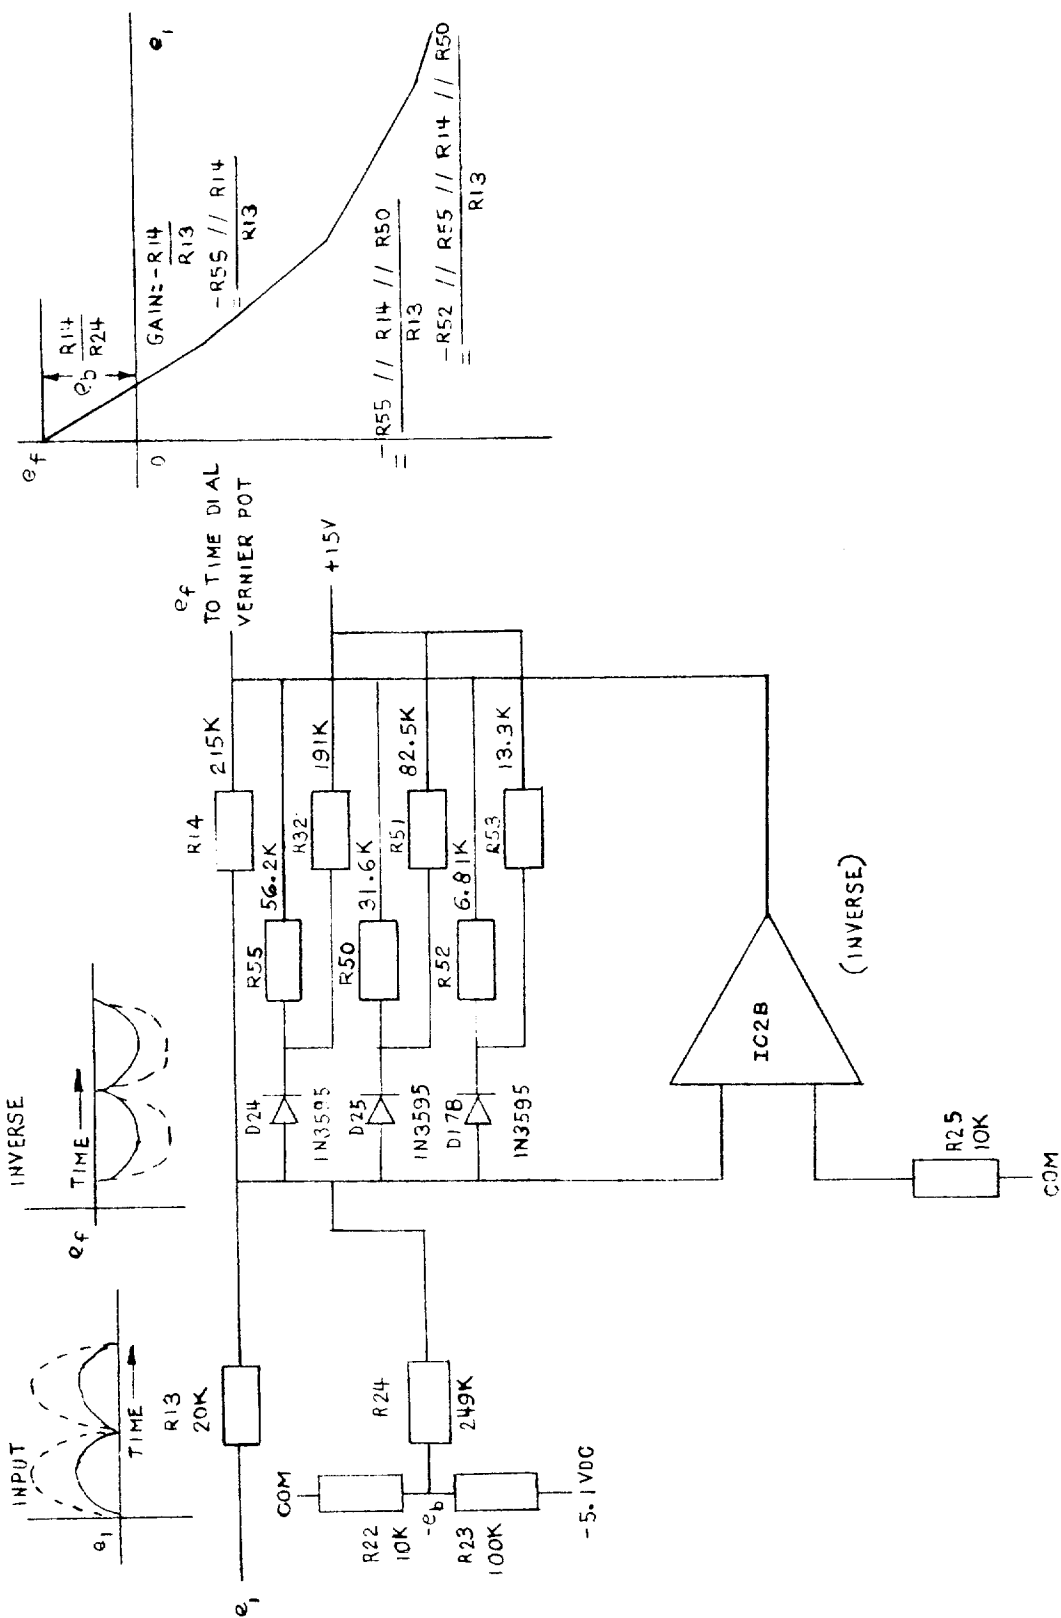 INPUT
e1
TIME
INVERSE
ef
TIME
e1
R13
20K
COM
R22
10K
-eb
R23
100K
-5.1VDC
R24
249K
R14
215K
ef
TO TIME DIAL
VERNIER POT
D24
1N3595
R55
56.2K
R32
191K
+15V
D25
1N3595
R50
31.6K
R51
82.5K
D17B
1N3595
R52
6.81K
R53
13.3K
IC2B
(INVERSE)
R25
10K
COM
ef
0
e1
eb R14
R24
GAIN=-R14
R13
= -R55 // R14
R13
= -R55 // R14 // R50
R13
= -R52 // R55 // R14 // R50
R13